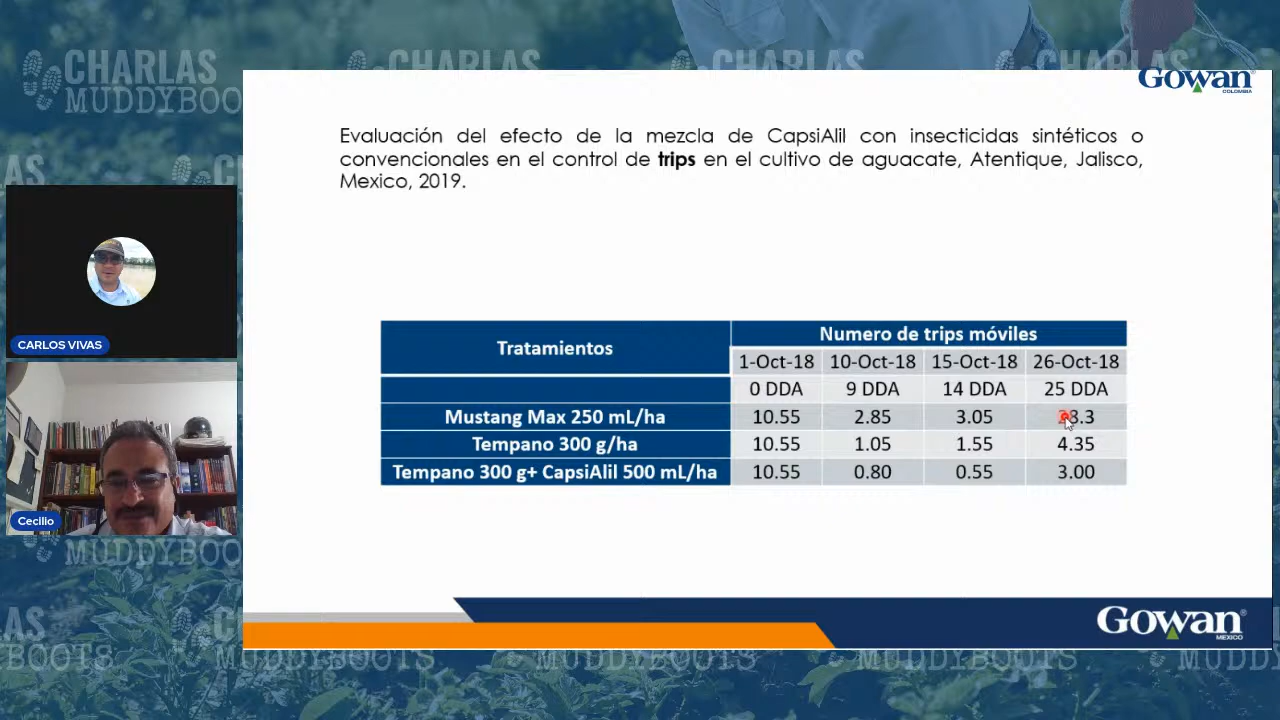 CHARLAS
MUDDYBOOTS
Gowan
COLOMBIA
Evaluación del efecto de la mezcla de CapsiAlil con insecticidas sintéticos o
convencionales en el control de trips en el cultivo de aguacate, Atentique, Jalisco,
Mexico, 2019.
CARLOS VIVAS
Cecilio
Tratamientos Numero de trips móviles
1-Oct-18 10-Oct-18 15-Oct-18 26-Oct-18
0 DDA 9 DDA 14 DDA 25 DDA
Mustang Max 250 mL/ha 10.55 2.85 3.05
Tempano 300 g/ha 10.55 1.05 1.55 4.35
Tempano 300 g+ CapsiAlil 500 mL/ha 10.55 0.80 0.55 3.00
Gowan
MEXICO
MUDDYBOO
LAS
BOOTS